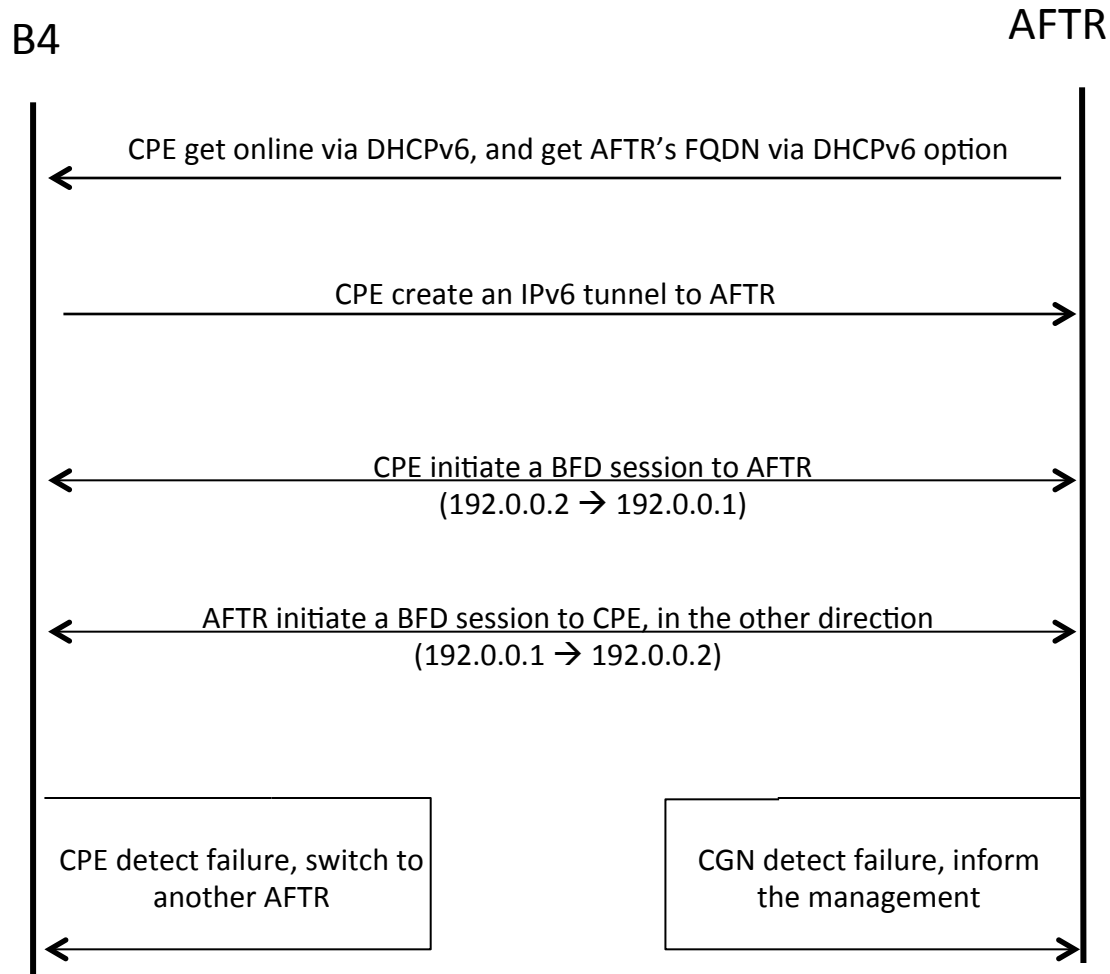 B4
AFTR
CPE get online via DHCPv6, and get AFTR’s FQDN via DHCPv6 option
CPE create an IPv6 tunnel to AFTR
CPE initiate a BFD session to AFTR
(192.0.0.2 → 192.0.0.1)
AFTR initiate a BFD session to CPE, in the other direction
(192.0.0.1 → 192.0.0.2)
CPE detect failure, switch to
another AFTR
CGN detect failure, inform
the management